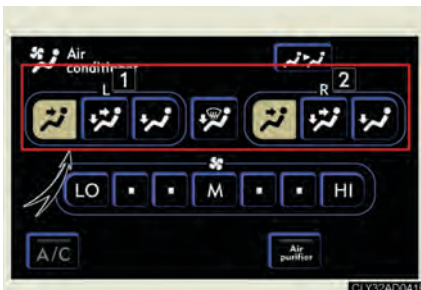 Air
conditioner
L 1
R 2
LO M HI
A/C
Air
purifier
CLY32AD041